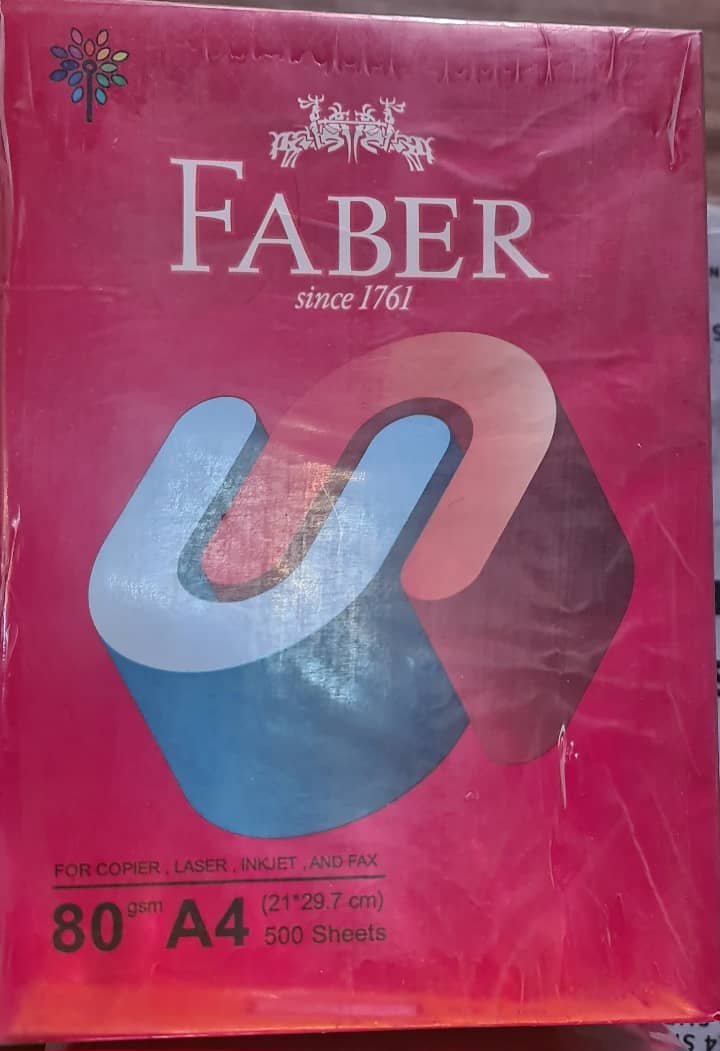 FABER
since 1761
FOR COPIER , LASER , INKJET , AND FAX
80 gsm A4 (21*29.7 cm)
500 Sheets